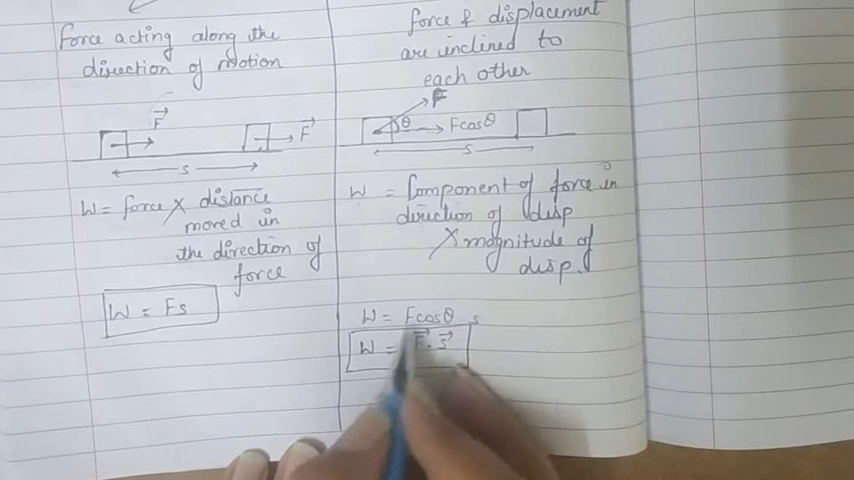 Force acting along the
direction of motion
F
F
s
W = force X distance
moved in
the direction of
force
W = Fs
force & displacement
are inclined to
each other
F
θ
Fcosθ
s
W = Component of force in
direction of disp
X magnitude of
disp.
W = Fcosθ s
W = F⃗ . s⃗